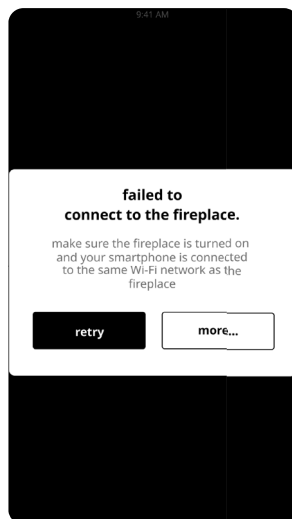 9:41 AM
failed to
connect to the fireplace.
make sure the fireplace is turned on
and your smartphone is connected
to the same Wi-Fi network as the
fireplace
retry
more...